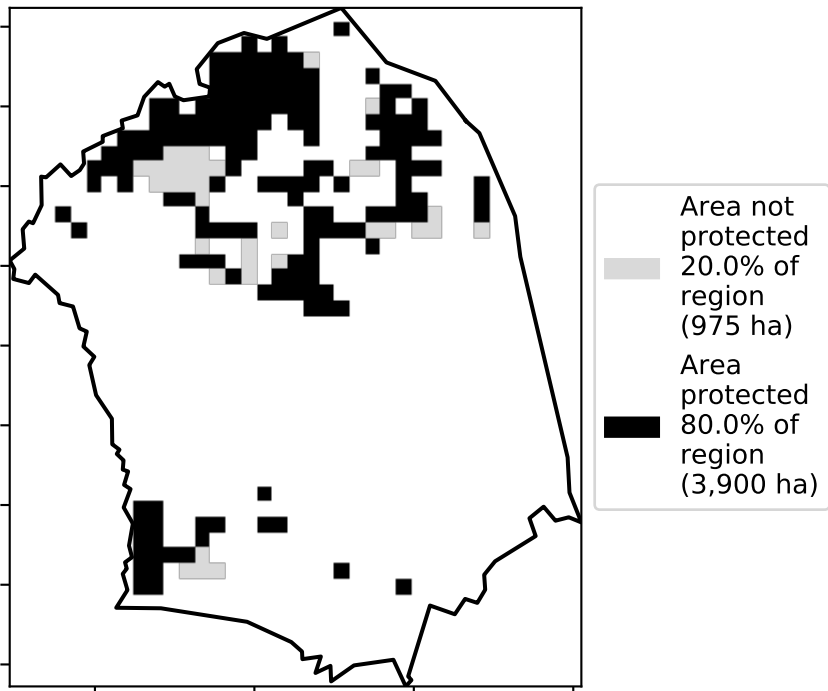 Area not
protected
20.0% of
region
(975 ha)
Area
protected
80.0% of
region
(3,900 ha)